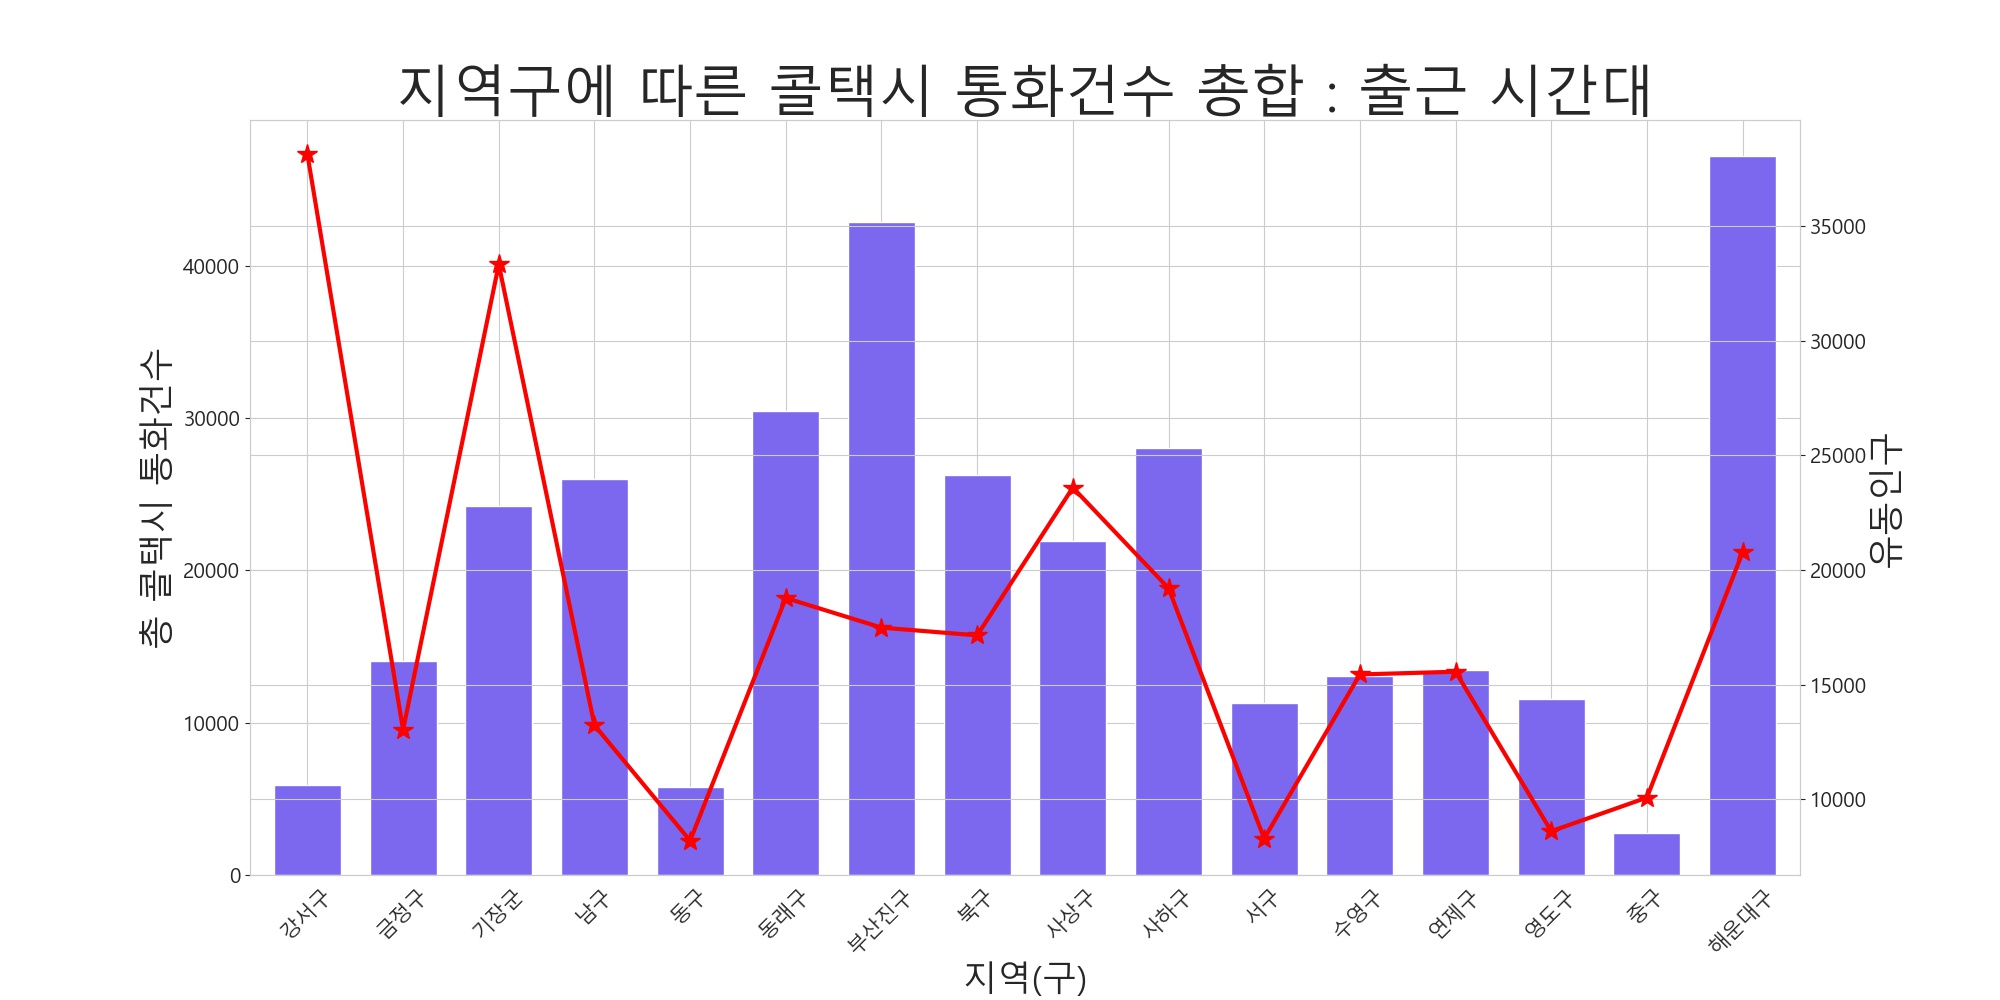 지역구에 따른 콜택시 통화건수 총합 : 출근 시간대
총 콜택시 통화건수
40000
30000
20000
10000
0
35000
30000
25000
20000
15000
10000
유동인구
강서구
금정구
기장군
남구
동구
동래구
부산진구
북구
사상구
사하구
서구
수영구
연제구
영도구
중구
해운대구
지역(구)